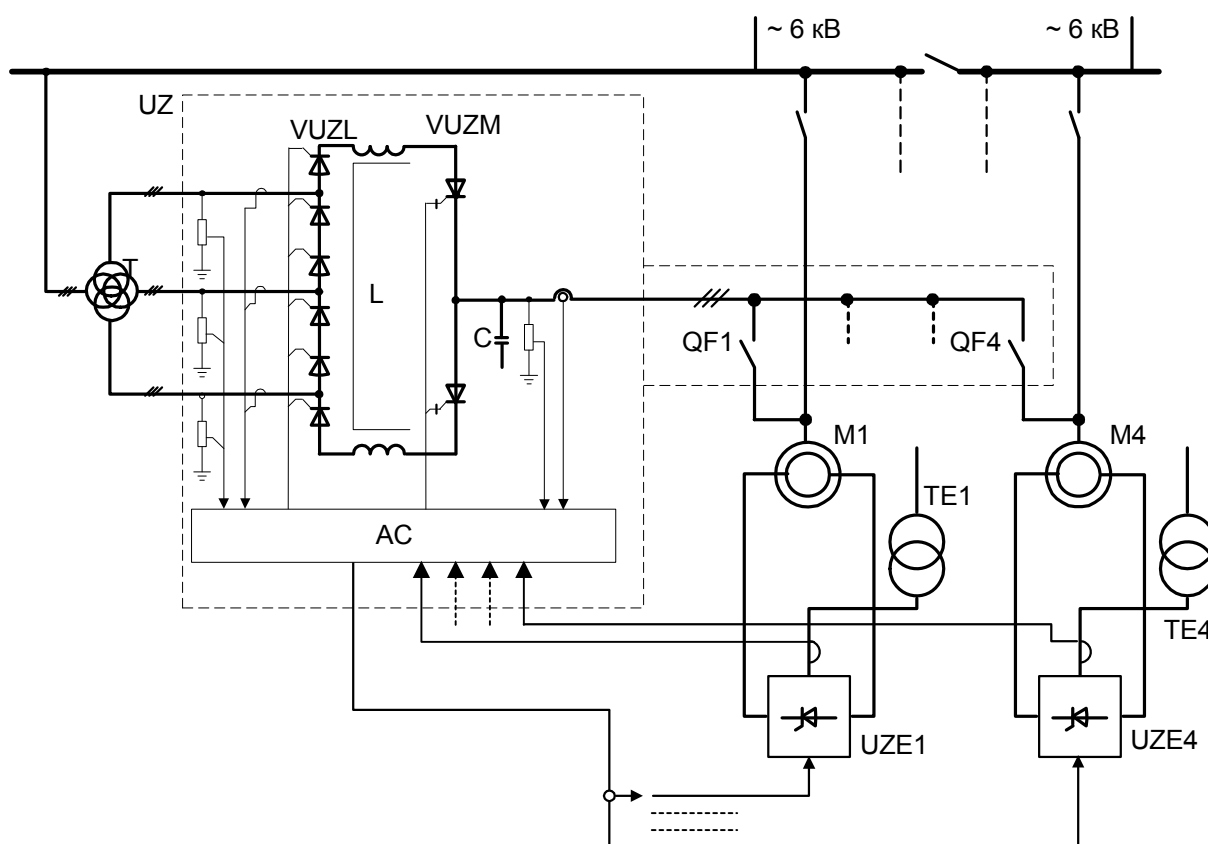 ~ 6 кВ
~ 6 кВ
UZ
VUZL
VUZM
T
L
C
QF1
QF4
M1
M4
TE1
AC
TE4
UZE1
UZE4